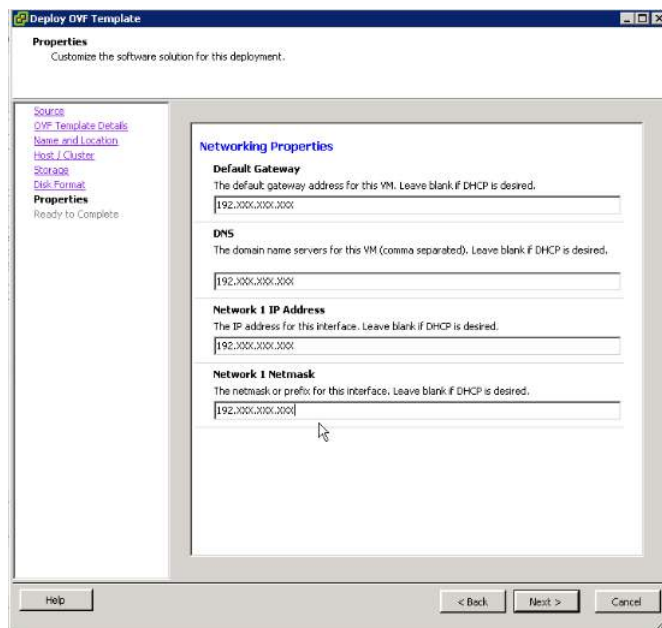 Deploy OVF Template
Properties
Customize the software solution for this deployment.
Source
OVF Template Details
Name and Location
Host / Cluster
Storage
Disk Format
Properties
Ready to Complete
Networking Properties
Default Gateway
The default gateway address for this VM. Leave blank if DHCP is desired.
192.XXX.XXX.XXX
DNS
The domain name servers for this VM (comma separated). Leave blank if DHCP is desired.
192.XXX.XXX.XXX
Network 1 IP Address
The IP address for this interface. Leave blank if DHCP is desired.
192.XXX.XXX.XXX
Network 1 Netmask
The netmask or prefix for this interface. Leave blank if DHCP is desired.
192.XXX.XXX.XXX
Help
< Back
Next >
Cancel